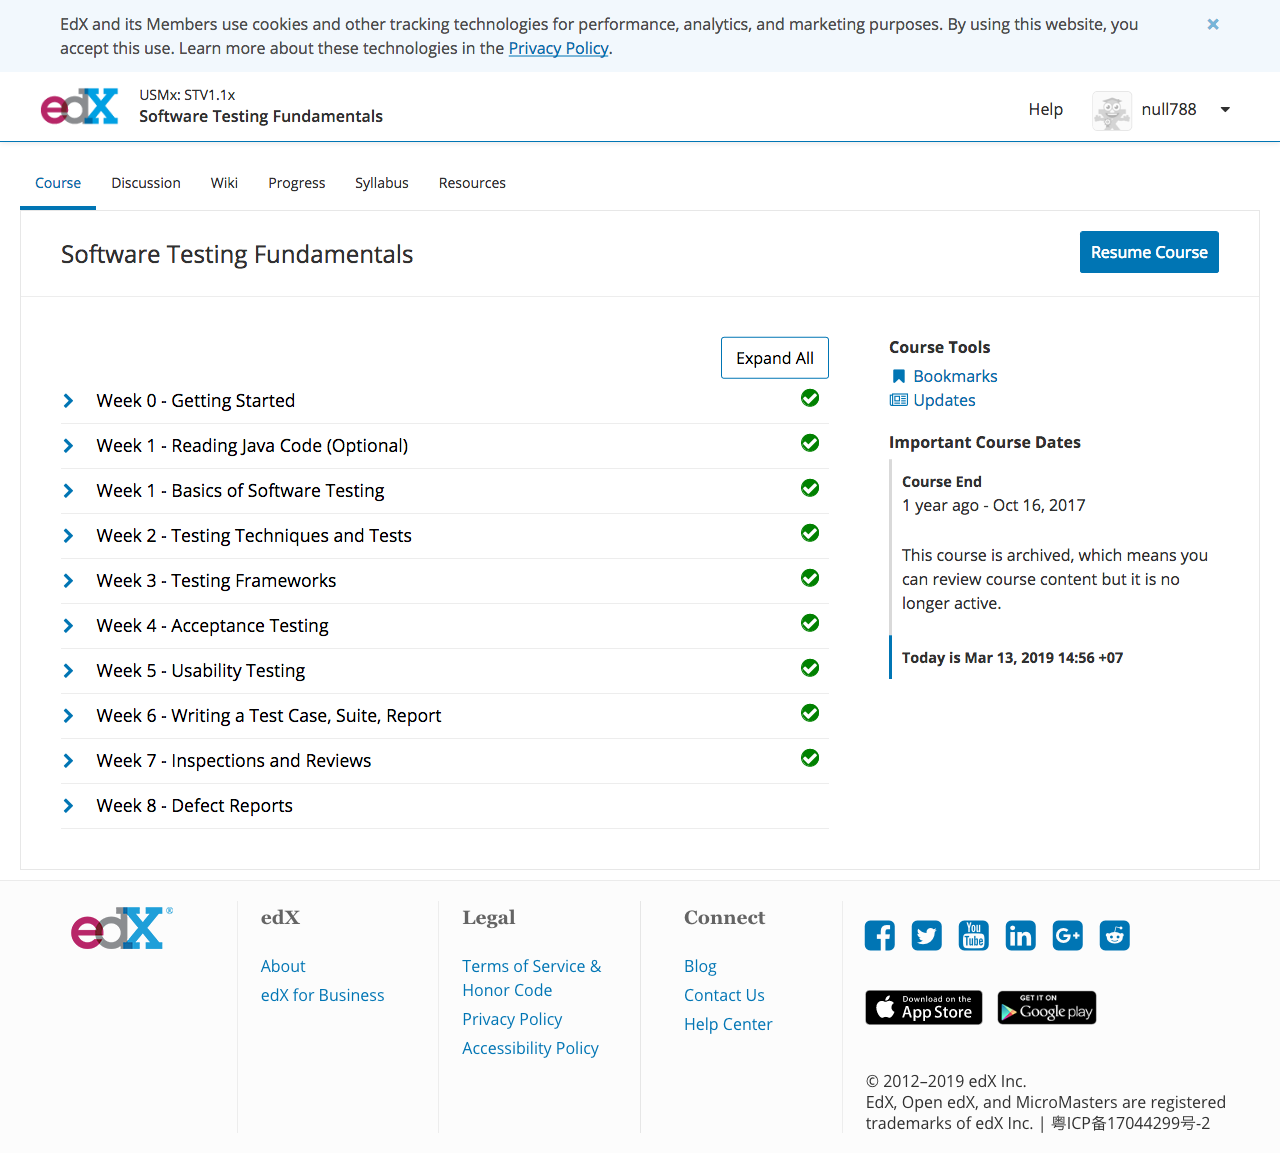 EdX and its Members use cookies and other tracking technologies for performance, analytics, and marketing purposes. By using this website, you
accept this use. Learn more about these technologies in the Privacy Policy.
edX
USMx: STV1.1x
Software Testing Fundamentals
Help
null788
Course
Discussion
Wiki
Progress
Syllabus
Resources
Software Testing Fundamentals
Resume Course
Expand All
Week 0 - Getting Started
Week 1 - Reading Java Code (Optional)
Week 1 - Basics of Software Testing
Week 2 - Testing Techniques and Tests
Week 3 - Testing Frameworks
Week 4 - Acceptance Testing
Week 5 - Usability Testing
Week 6 - Writing a Test Case, Suite, Report
Week 7 - Inspections and Reviews
Week 8 - Defect Reports
Course Tools
Bookmarks
Updates
Important Course Dates
Course End
1 year ago - Oct 16, 2017
This course is archived, which means you
can review course content but it is no
longer active.
Today is Mar 13, 2019 14:56 +07
edX®
edX
About
edX for Business
Legal
Terms of Service &
Honor Code
Privacy Policy
Accessibility Policy
Connect
Blog
Contact Us
Help Center
You
Tube
in
G+
Download on the
App Store
GET IT ON
Google play
© 2012–2019 edX Inc.
EdX, Open edX, and MicroMasters are registered
trademarks of edX Inc. | 粤ICP备17044299号-2